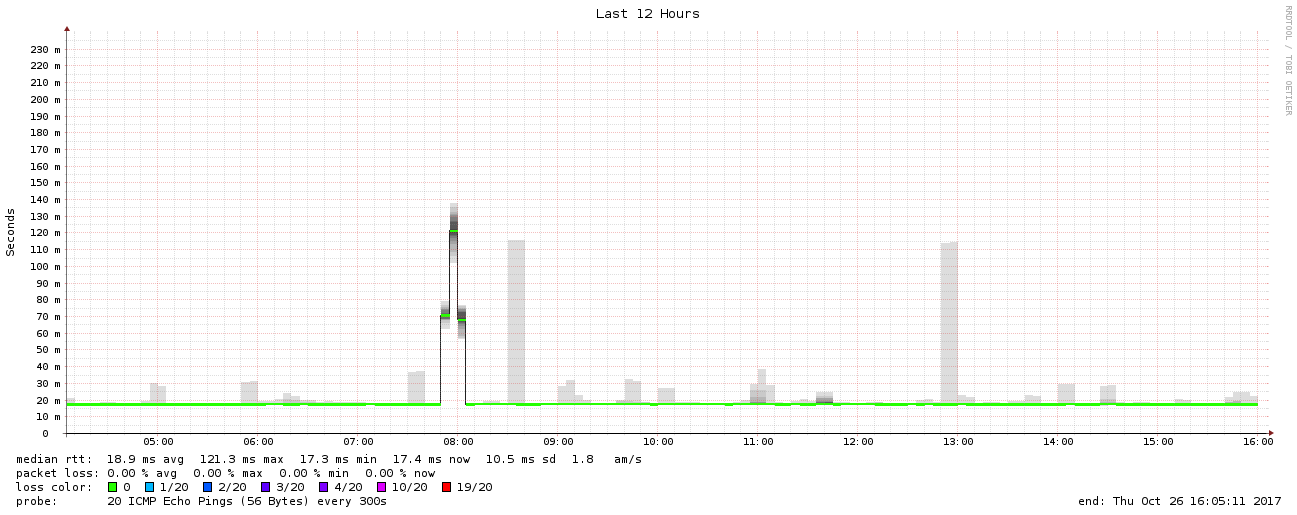 Last 12 Hours
RRDTOOL / TOBI OETIKER
Seconds
230 m
220 m
210 m
200 m
190 m
180 m
170 m
160 m
150 m
140 m
130 m
120 m
110 m
100 m
90 m
80 m
70 m
60 m
50 m
40 m
30 m
20 m
10 m
0
05:00 06:00 07:00 08:00 09:00 10:00 11:00 12:00 13:00 14:00 15:00 16:00
median rtt: 18.9 ms avg 121.3 ms max 17.3 ms min 17.4 ms now 10.5 ms sd 1.8 am/s
packet loss: 0.00 % avg 0.00 % max 0.00 % min 0.00 % now
loss color: 0 1/20 2/20 3/20 4/20 10/20 19/20
probe: 20 ICMP Echo Pings (56 Bytes) every 300s end: Thu Oct 26 16:05:11 2017